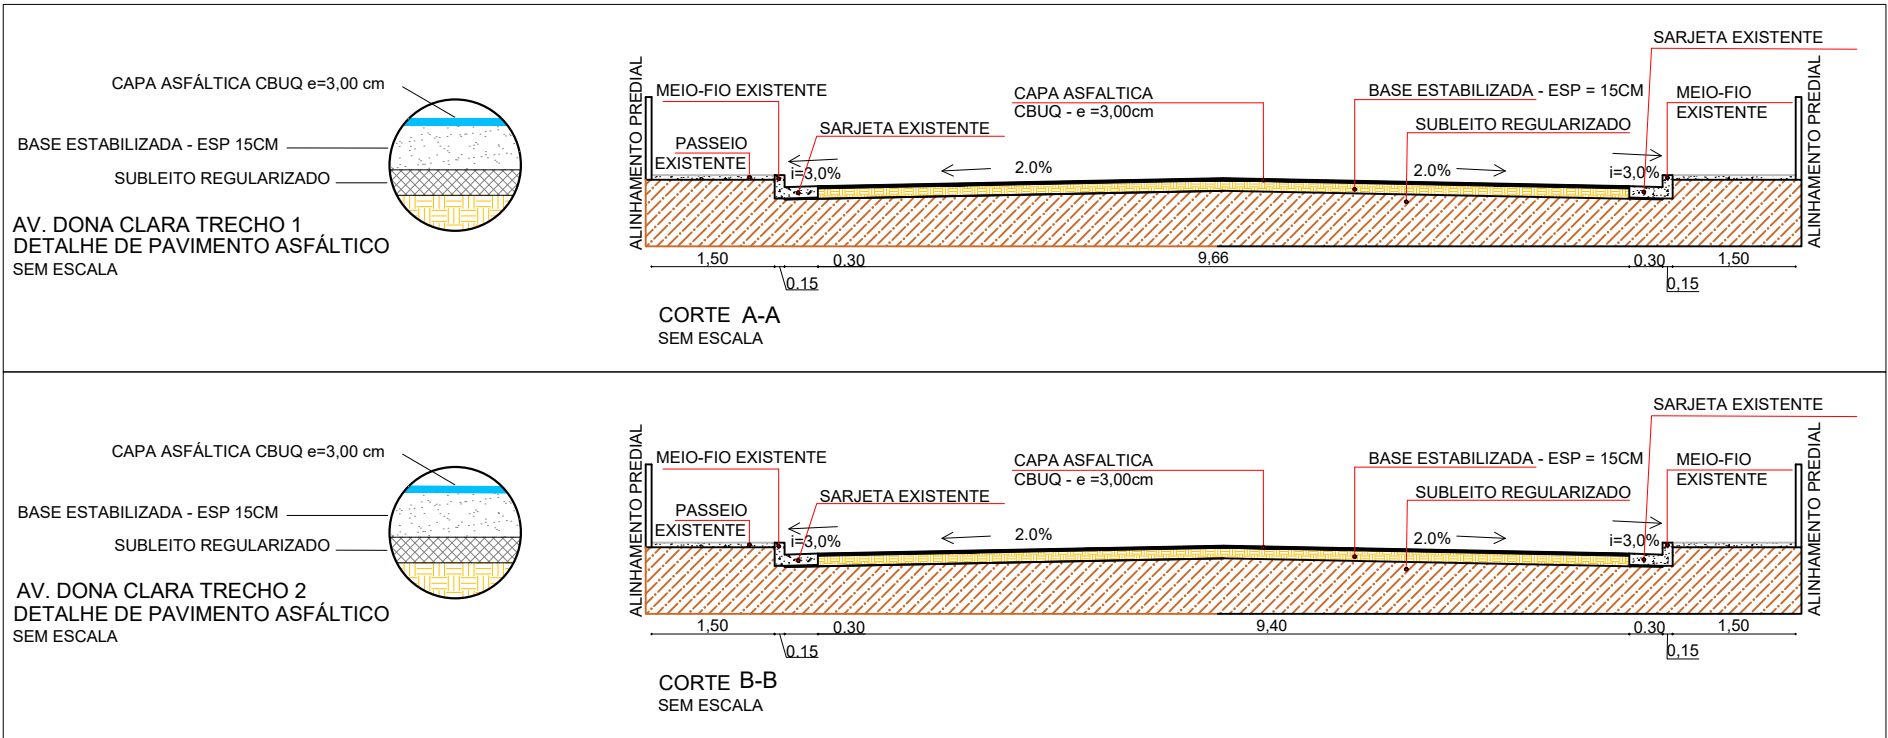 CAPA ASFÁLTICA CBUQ e=3,00 cm
BASE ESTABILIZADA - ESP 15CM
SUBLEITO REGULARIZADO
AV. DONA CLARA TRECHO 1
DETALHE DE PAVIMENTO ASFÁLTICO
SEM ESCALA
ALINHAMENTO PREDIAL
MEIO-FIO EXISTENTE
PASSEIO
EXISTENTE
SARJETA EXISTENTE
i=3,0%
2.0%
CAPA ASFALTICA
CBUQ - e =3,00cm
BASE ESTABILIZADA - ESP = 15CM
SUBLEITO REGULARIZADO
2.0%
i=3,0%
SARJETA EXISTENTE
MEIO-FIO
EXISTENTE
ALINHAMENTO PREDIAL
1,50
0,15
0.30
9,66
0.30
0,15
1,50
CORTE A-A
SEM ESCALA
CAPA ASFÁLTICA CBUQ e=3,00 cm
BASE ESTABILIZADA - ESP 15CM
SUBLEITO REGULARIZADO
AV. DONA CLARA TRECHO 2
DETALHE DE PAVIMENTO ASFÁLTICO
SEM ESCALA
ALINHAMENTO PREDIAL
MEIO-FIO EXISTENTE
PASSEIO
EXISTENTE
SARJETA EXISTENTE
i=3,0%
2.0%
CAPA ASFALTICA
CBUQ - e =3,00cm
BASE ESTABILIZADA - ESP = 15CM
SUBLEITO REGULARIZADO
2.0%
i=3,0%
SARJETA EXISTENTE
MEIO-FIO
EXISTENTE
ALINHAMENTO PREDIAL
1,50
0,15
0.30
9,40
0.30
0,15
1,50
CORTE B-B
SEM ESCALA